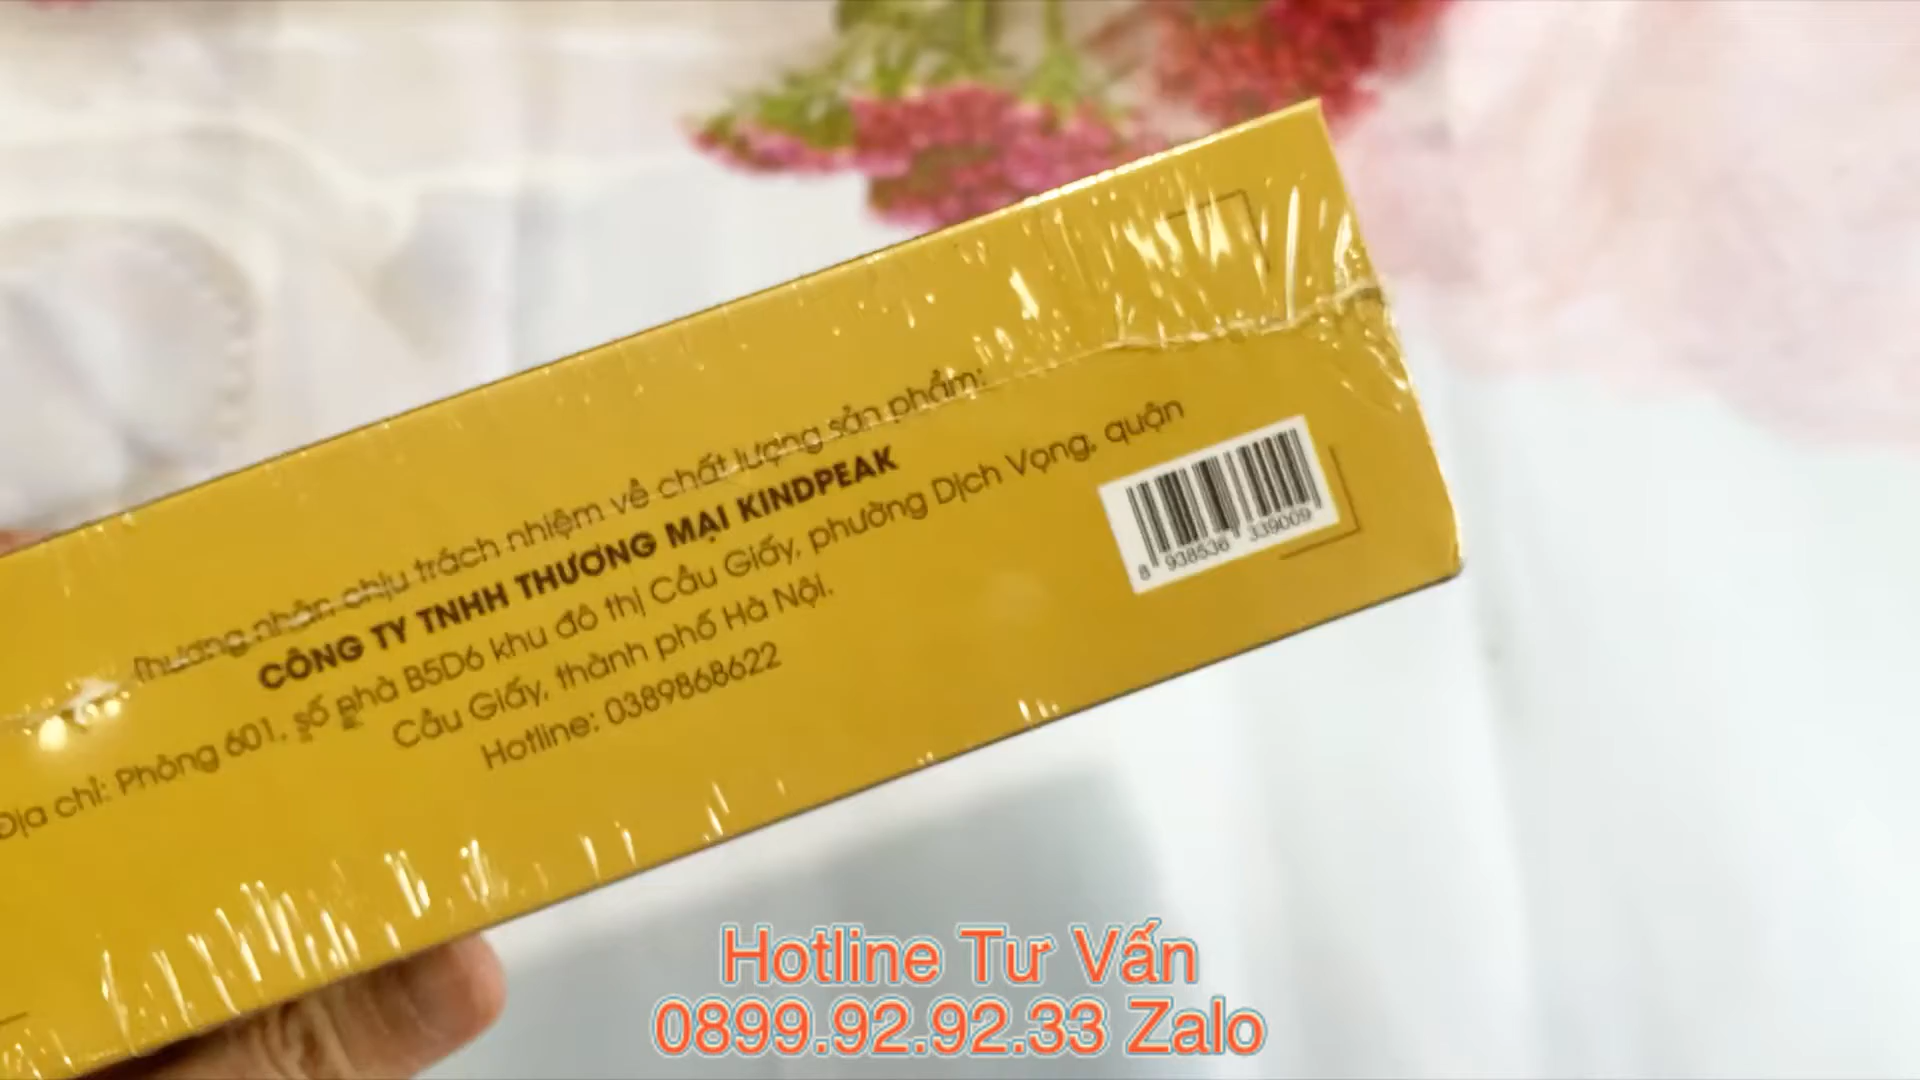 Thương nhân chịu trách nhiệm về chất lượng sản phẩm:
CÔNG TY TNHH THƯƠNG MẠI KINDPEAK
Địa chỉ: Phòng 601, số nhà B5D6 khu đô thị Cầu Giấy, phường Dịch Vọng, quận
Cầu Giấy, thành phố Hà Nội.
Hotline: 0389868622
8 938536 339009
Hotline Tư Vấn
0899.92.92.33 Zalo